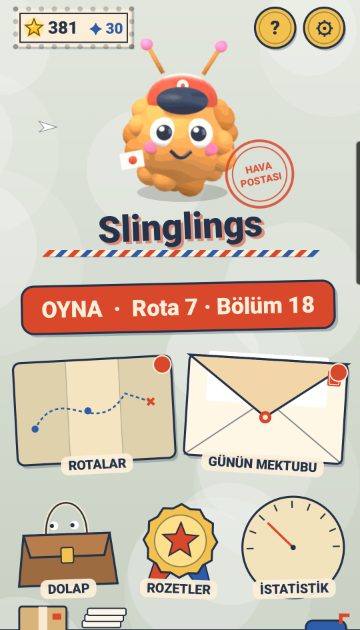 381
30
?
HAVA
POSTASI
Slinglings
OYNA · Rota 7 · Bölüm 18
ROTALAR
GÜNÜN MEKTUBU
DOLAP
ROZETLER
İSTATİSTİK